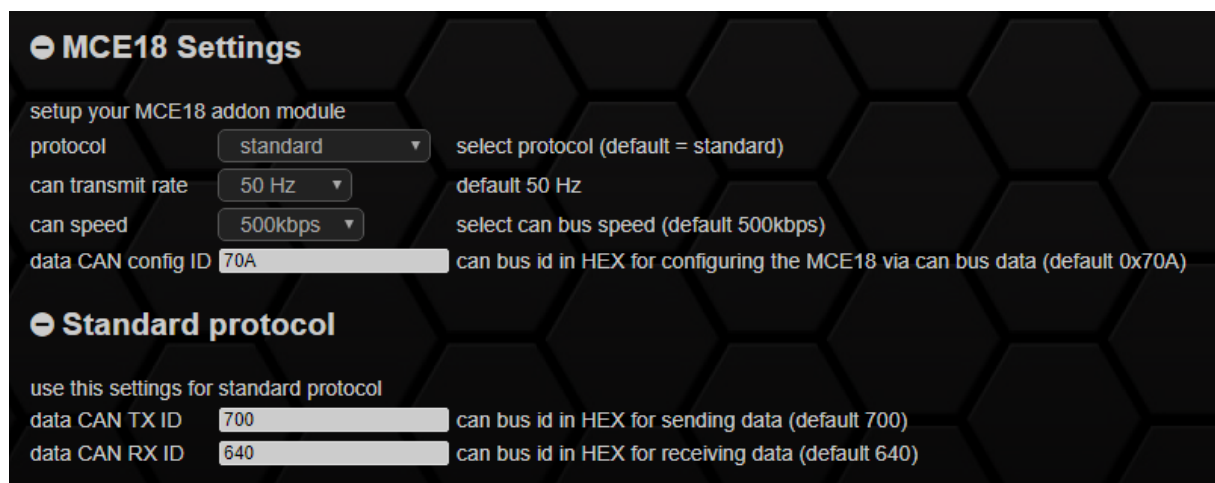 MCE18 Settings
setup your MCE18 addon module
protocol standard select protocol (default = standard)
can transmit rate 50 Hz default 50 Hz
can speed 500kbps select can bus speed (default 500kbps)
data CAN config ID 70A can bus id in HEX for configuring the MCE18 via can bus data (default 0x70A)
Standard protocol
use this settings for standard protocol
data CAN TX ID 700 can bus id in HEX for sending data (default 700)
data CAN RX ID 640 can bus id in HEX for receiving data (default 640)